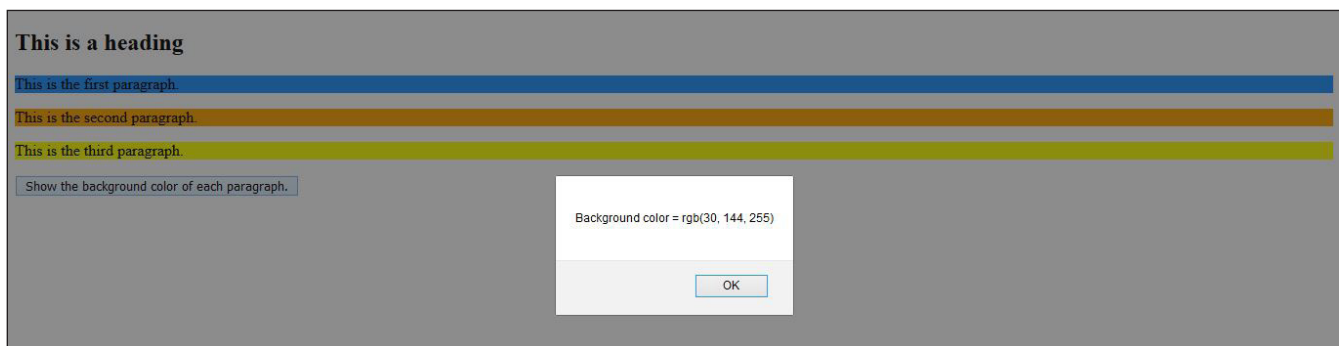 This is a heading
This is the first paragraph.
This is the second paragraph.
This is the third paragraph.
Show the background color of each paragraph.
Background color = rgb(30, 144, 255)
OK